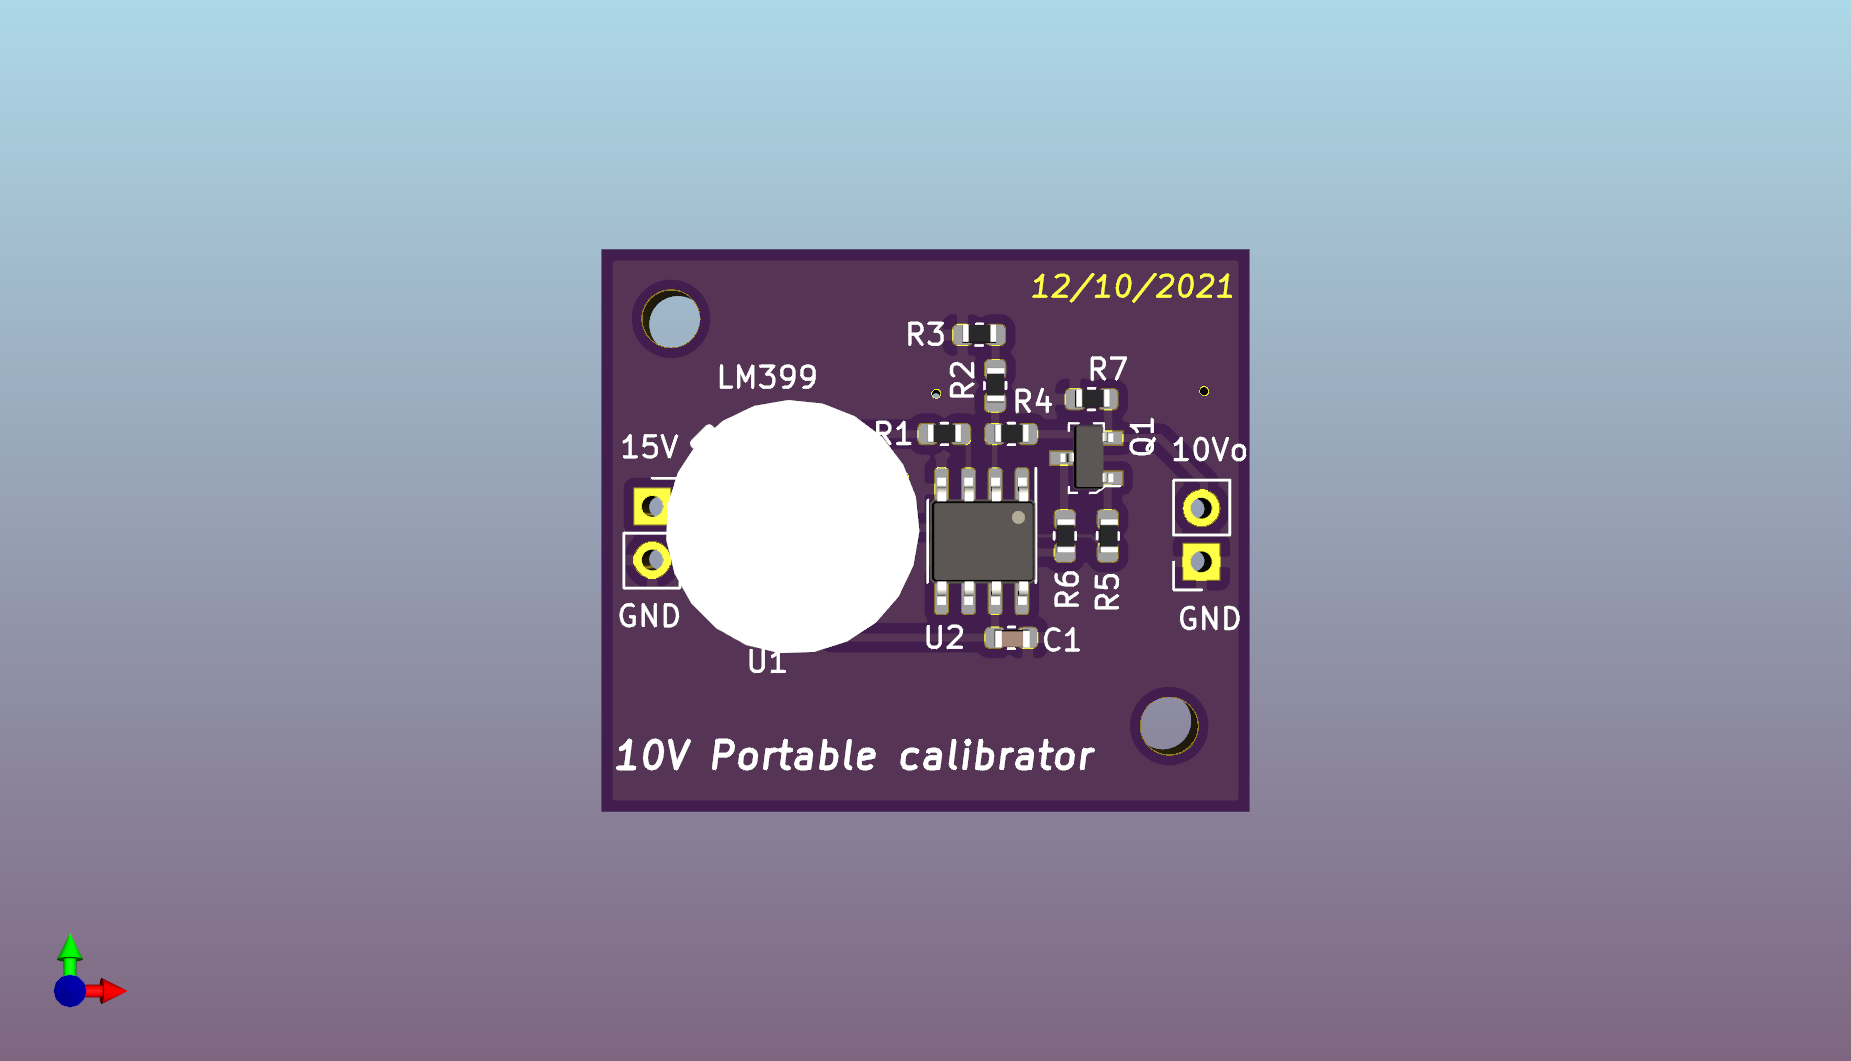 12/10/2021
R3
R2
R7
LM399
R4
R1
Q1
15V
10Vo
R6
R5
GND
GND
U2
C1
U1
10V Portable calibrator